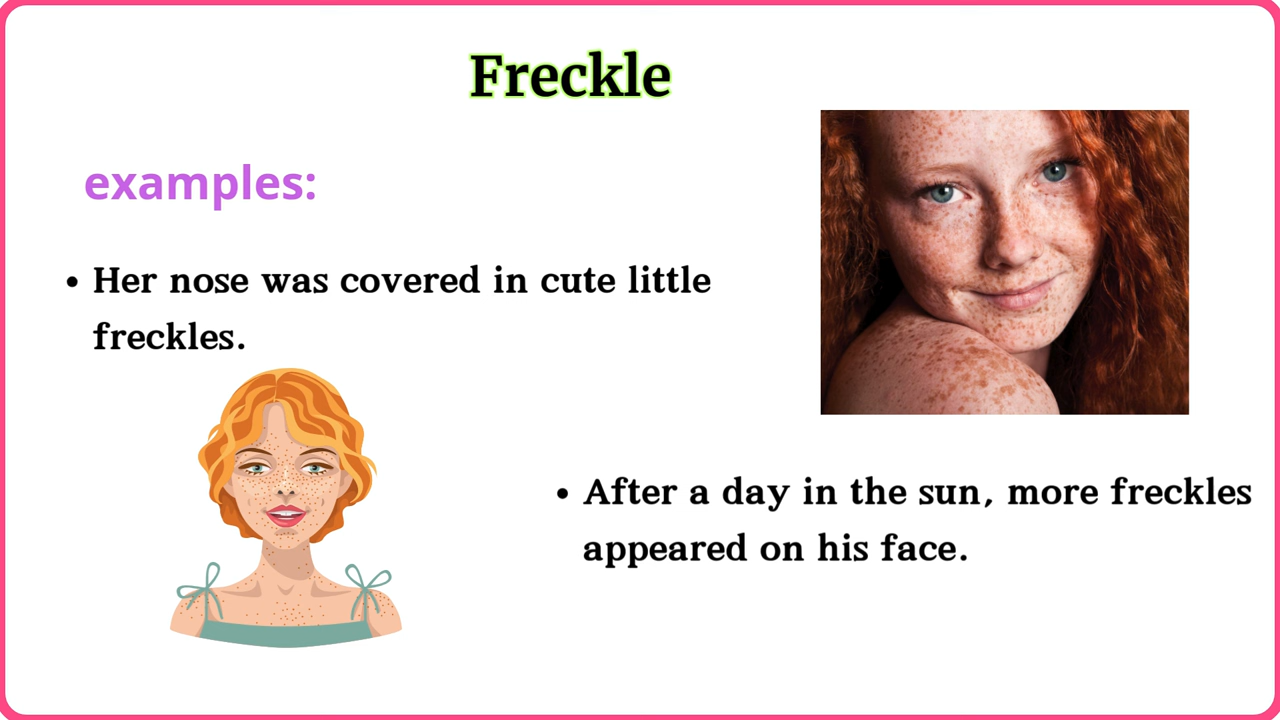 Freckle
examples:
• Her nose was covered in cute little
freckles.
• After a day in the sun, more freckles
appeared on his face.